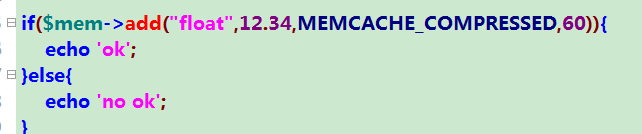 if($mem->add("float",12.34,MEMCACHE_COMPRESSED,60)){
    echo 'ok';
}else{
    echo 'no ok';
}